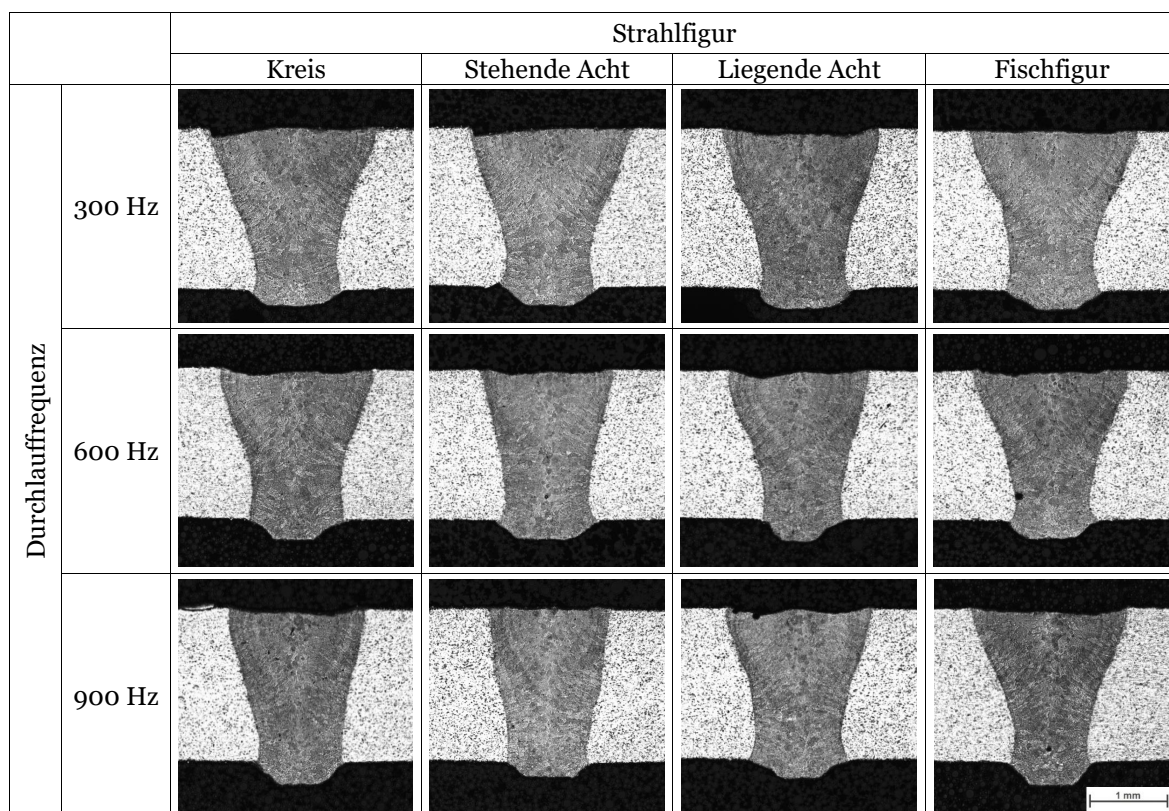 Strahlfigur
Kreis Stehende Acht Liegende Acht Fischfigur
Durchlauffrequenz
300 Hz
600 Hz
900 Hz
1 mm